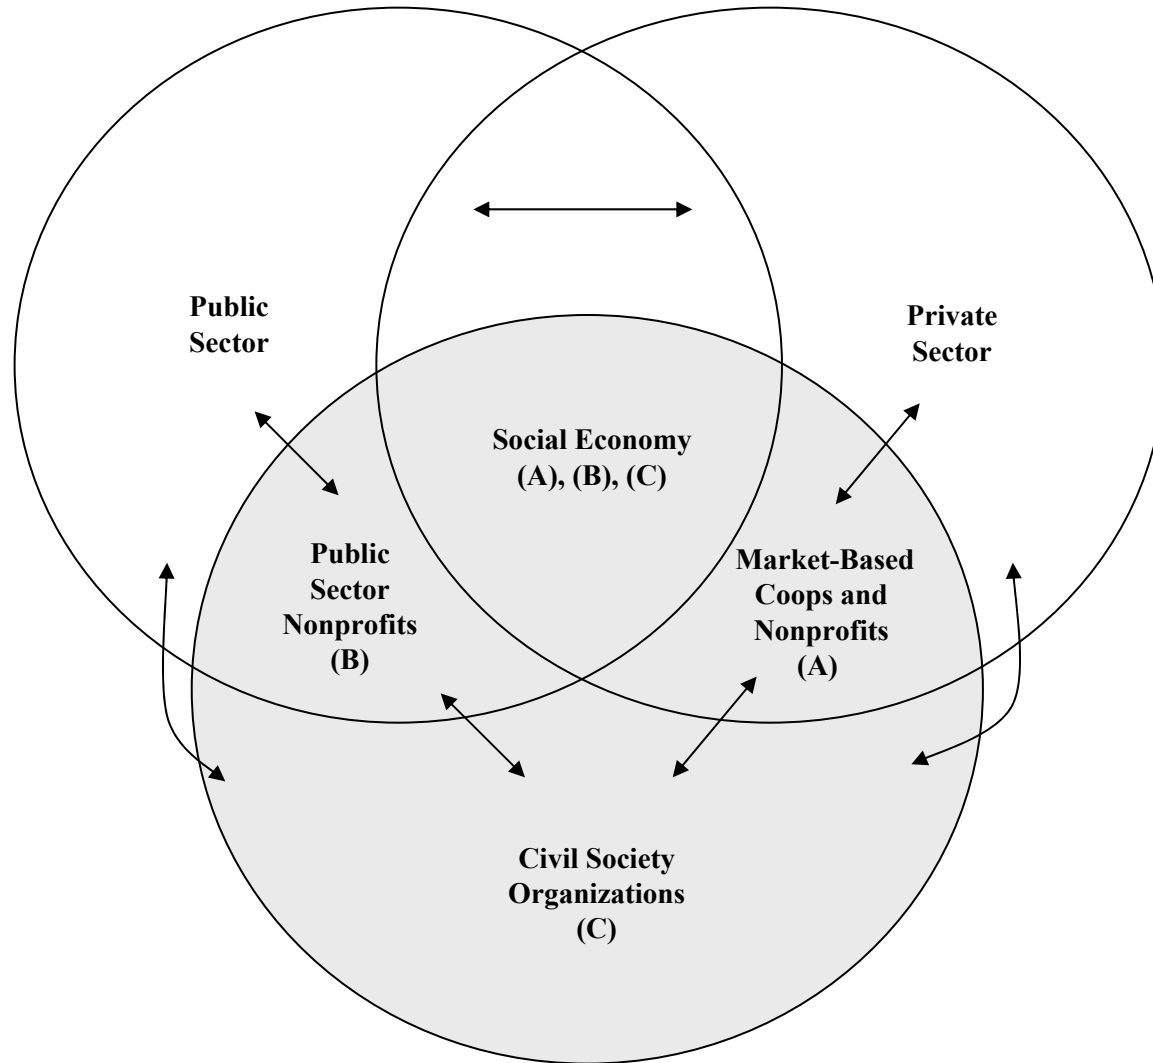 Public
Sector
Private
Sector
Social Economy
(A), (B), (C)
Public
Sector
Nonprofits
(B)
Market-Based
Coops and
Nonprofits
(A)
Civil Society
Organizations
(C)